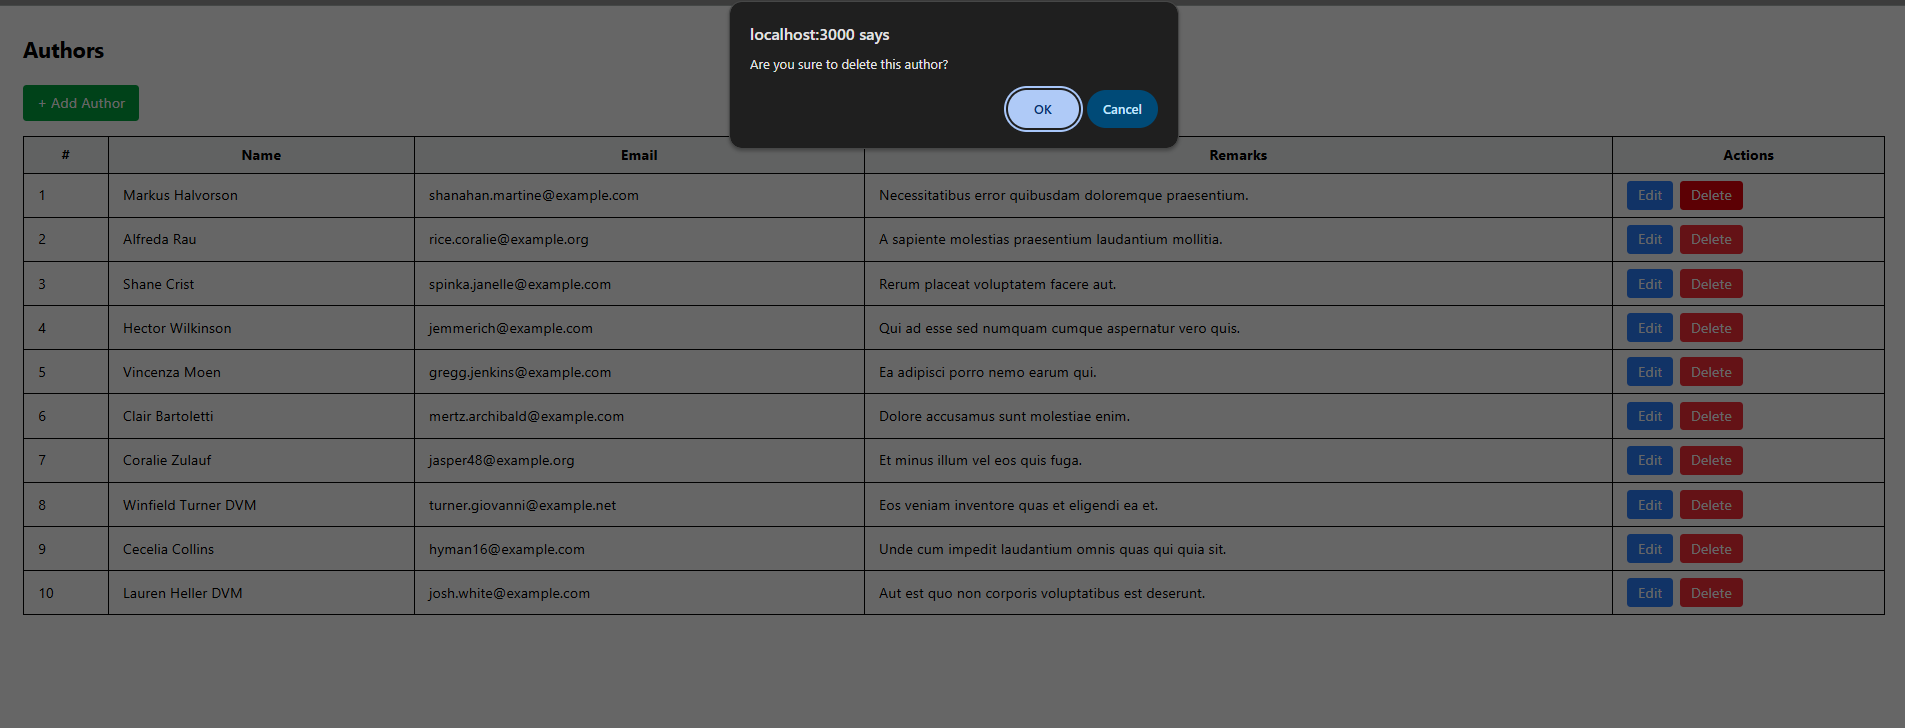 localhost:3000 says
Are you sure to delete this author?
OK Cancel
Authors
+ Add Author
# Name Email Remarks Actions
1 Markus Halvorson shanahan.martine@example.com Necessitatibus error quibusdam doloremque praesentium. Edit Delete
2 Alfreda Rau rice.coralie@example.org A sapiente molestias praesentium laudantium mollitia. Edit Delete
3 Shane Crist spinka.janelle@example.com Rerum placeat voluptatem facere aut. Edit Delete
4 Hector Wilkinson jemmerich@example.com Qui ad esse sed numquam cumque aspernatur vero quis. Edit Delete
5 Vincenza Moen gregg.jenkins@example.com Ea adipisci porro nemo earum qui. Edit Delete
6 Clair Bartoletti mertz.archibald@example.com Dolore accusamus sunt molestiae enim. Edit Delete
7 Coralie Zulauf jasper48@example.org Et minus illum vel eos quis fuga. Edit Delete
8 Winfield Turner DVM turner.giovanni@example.net Eos veniam inventore quas et eligendi ea et. Edit Delete
9 Cecelia Collins hyman16@example.com Unde cum impedit laudantium omnis quas qui quia sit. Edit Delete
10 Lauren Heller DVM josh.white@example.com Aut est quo non corporis voluptatibus est deserunt. Edit Delete